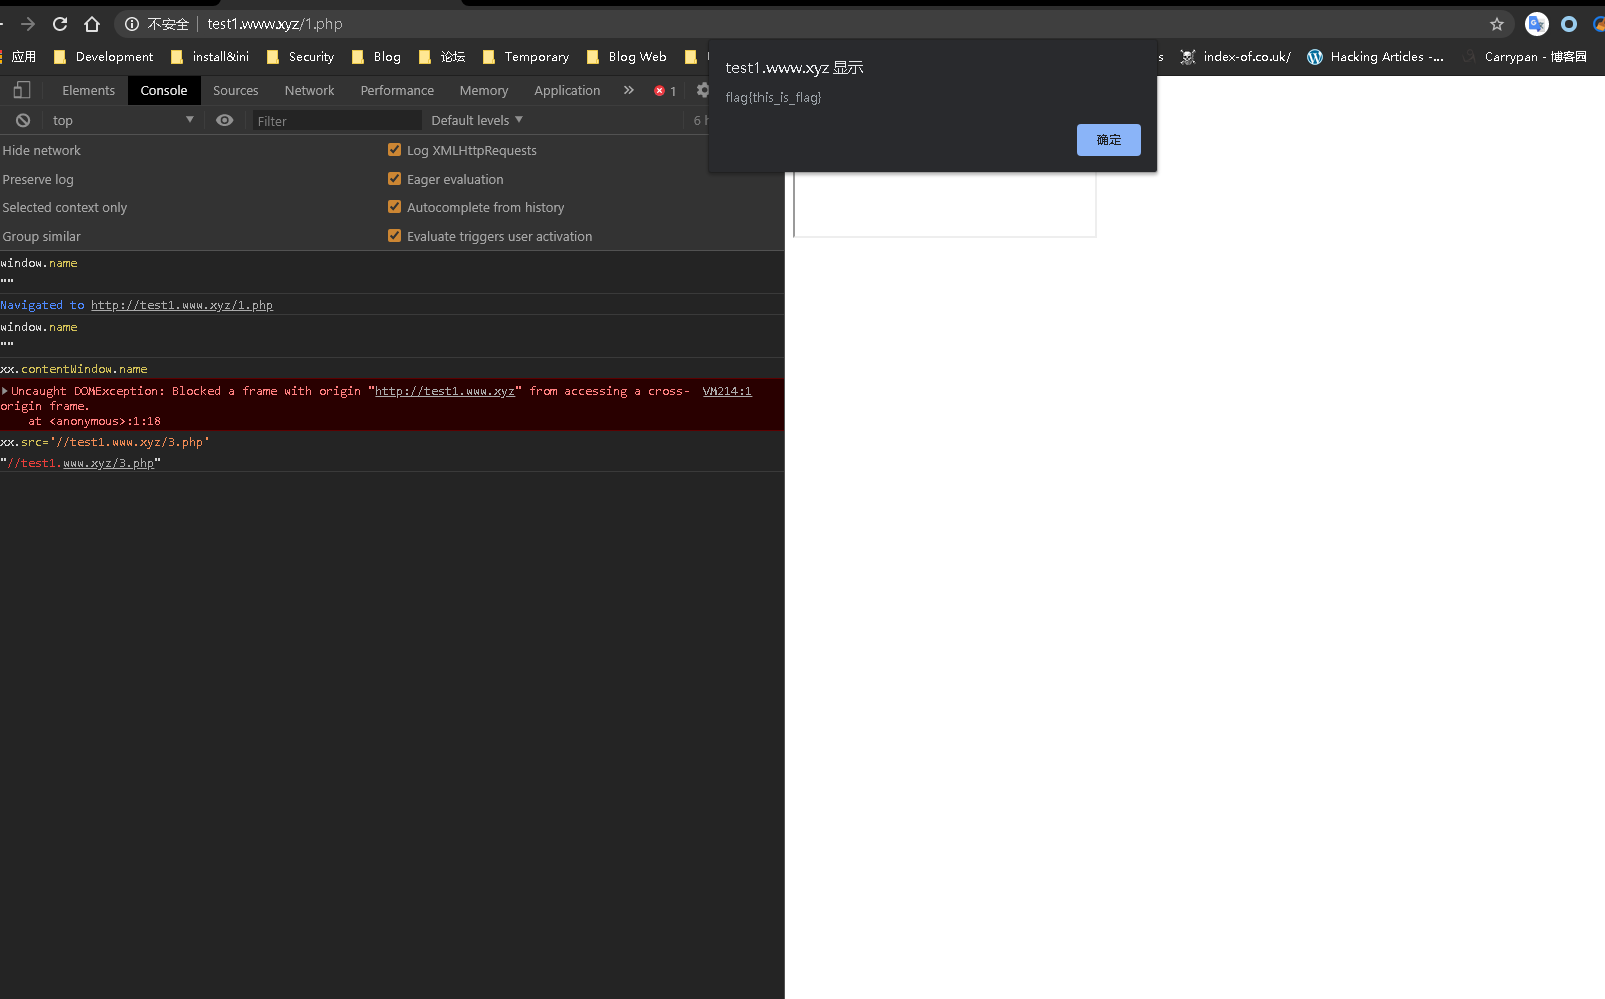 不安全 test1.www.xyz/1.php
应用 Development install&ini Security Blog 论坛 Temporary Blog Web s index-of.co.uk/ Hacking Articles -... Carrypan - 博客园
test1.www.xyz 显示
flag{this_is_flag}
确定
Elements Console Sources Network Performance Memory Application » 1
top Filter Default levels 6
Hide network Log XMLHttpRequests
Preserve log Eager evaluation
Selected context only Autocomplete from history
Group similar Evaluate triggers user activation
window.name
""
Navigated to http://test1.www.xyz/1.php
window.name
""
xx.contentWindow.name
Uncaught DOMException: Blocked a frame with origin "http://test1.www.xyz" from accessing a cross- VM214:1
origin frame.
at <anonymous>:1:18
xx.src='//test1.www.xyz/3.php'
"//test1.www.xyz/3.php"